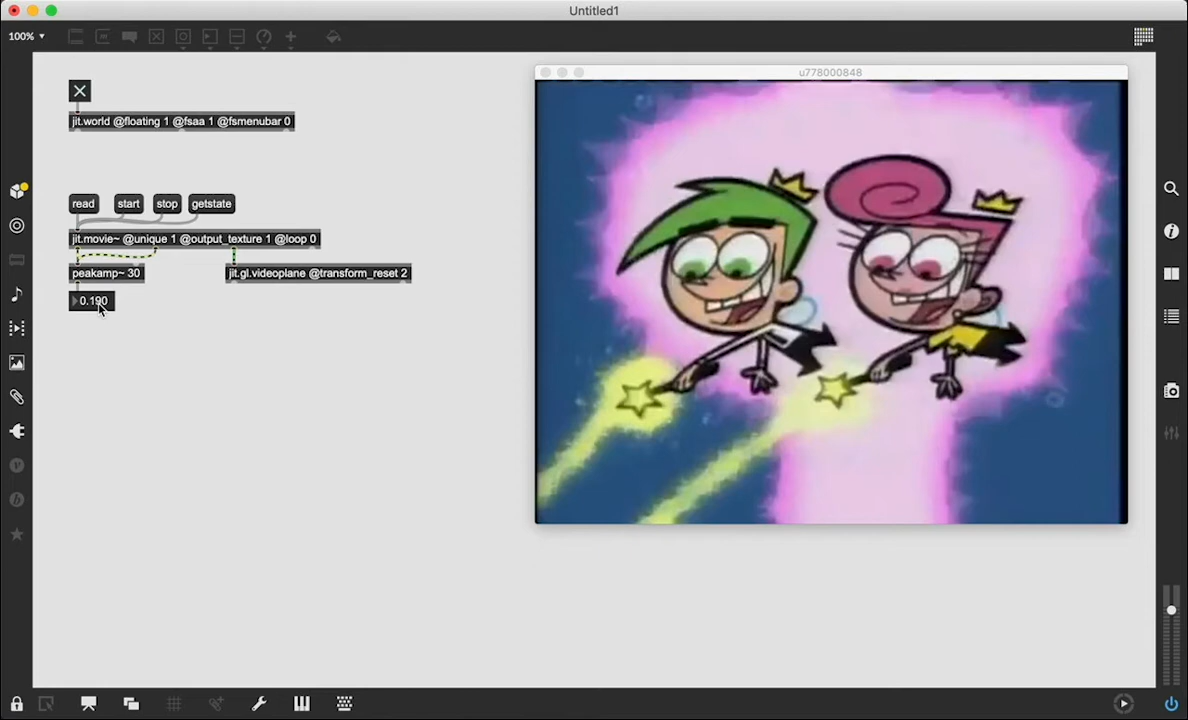 Untitled1
100%
u778000848
jit.world @floating 1 @fsaa 1 @fsmenubar 0
read start stop getstate
jit.movie~ @unique 1 @output_texture 1 @loop 0
peakamp~ 30 jit.gl.videoplane @transform_reset 2
0.190